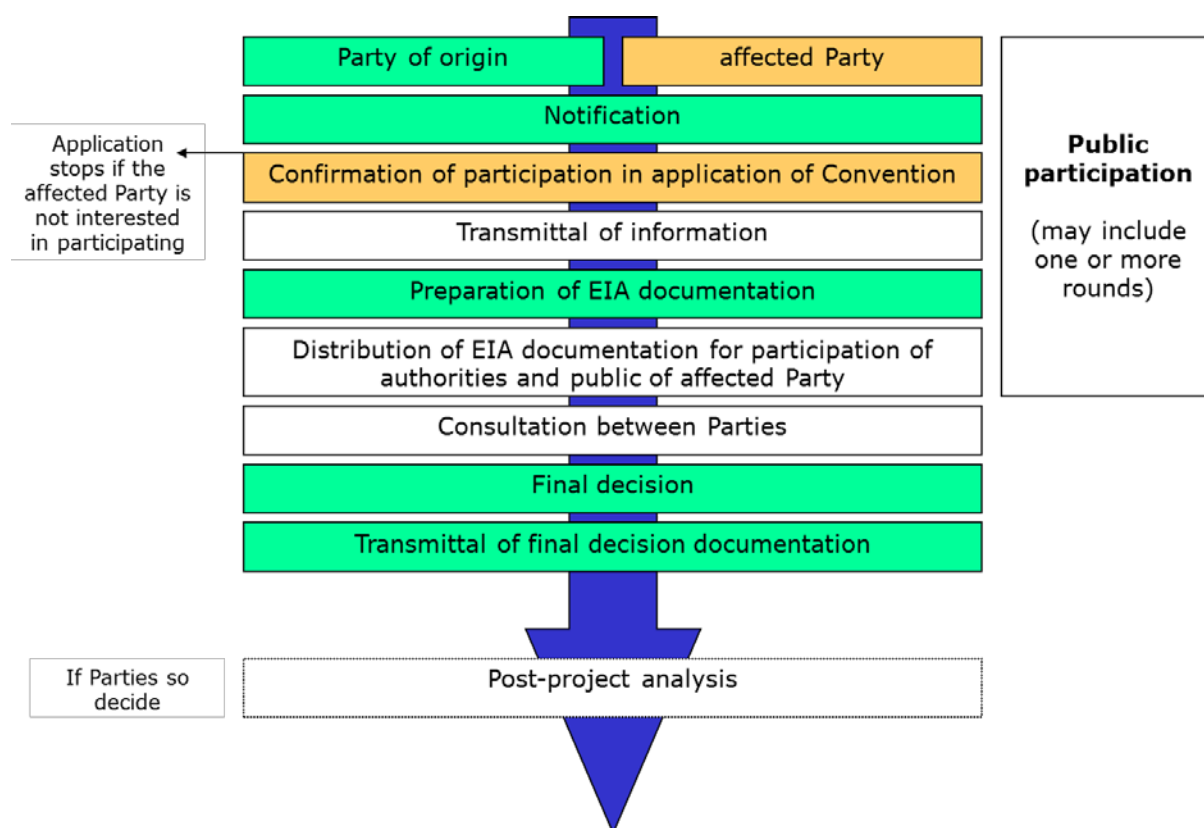 Party of origin
affected Party
Notification
Application
stops if the
affected Party is
not interested
in participating
Confirmation of participation in application of Convention
Public
participation
(may include
one or more
rounds)
Transmittal of information
Preparation of EIA documentation
Distribution of EIA documentation for participation of
authorities and public of affected Party
Consultation between Parties
Final decision
Transmittal of final decision documentation
If Parties so
decide
Post-project analysis